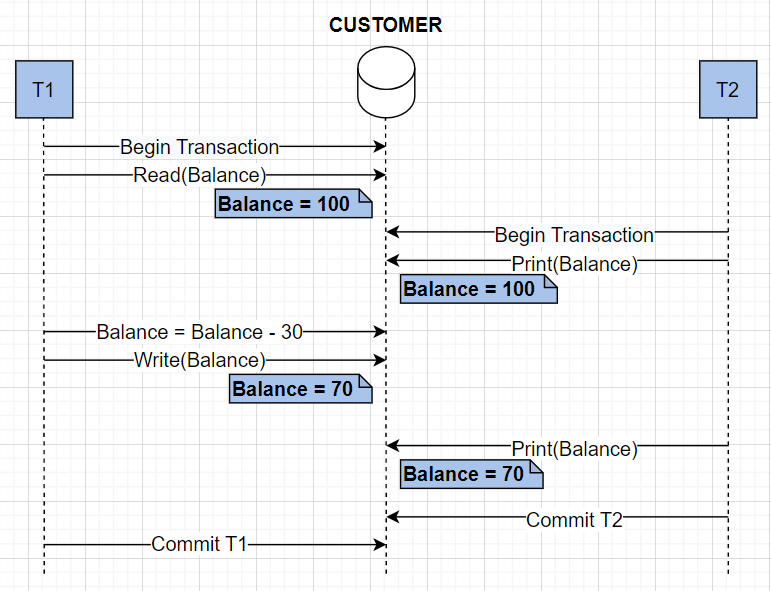 CUSTOMER
T1
T2
Begin Transaction
Read(Balance)
Balance = 100
Begin Transaction
Print(Balance)
Balance = 100
Balance = Balance - 30
Write(Balance)
Balance = 70
Print(Balance)
Balance = 70
Commit T2
Commit T1